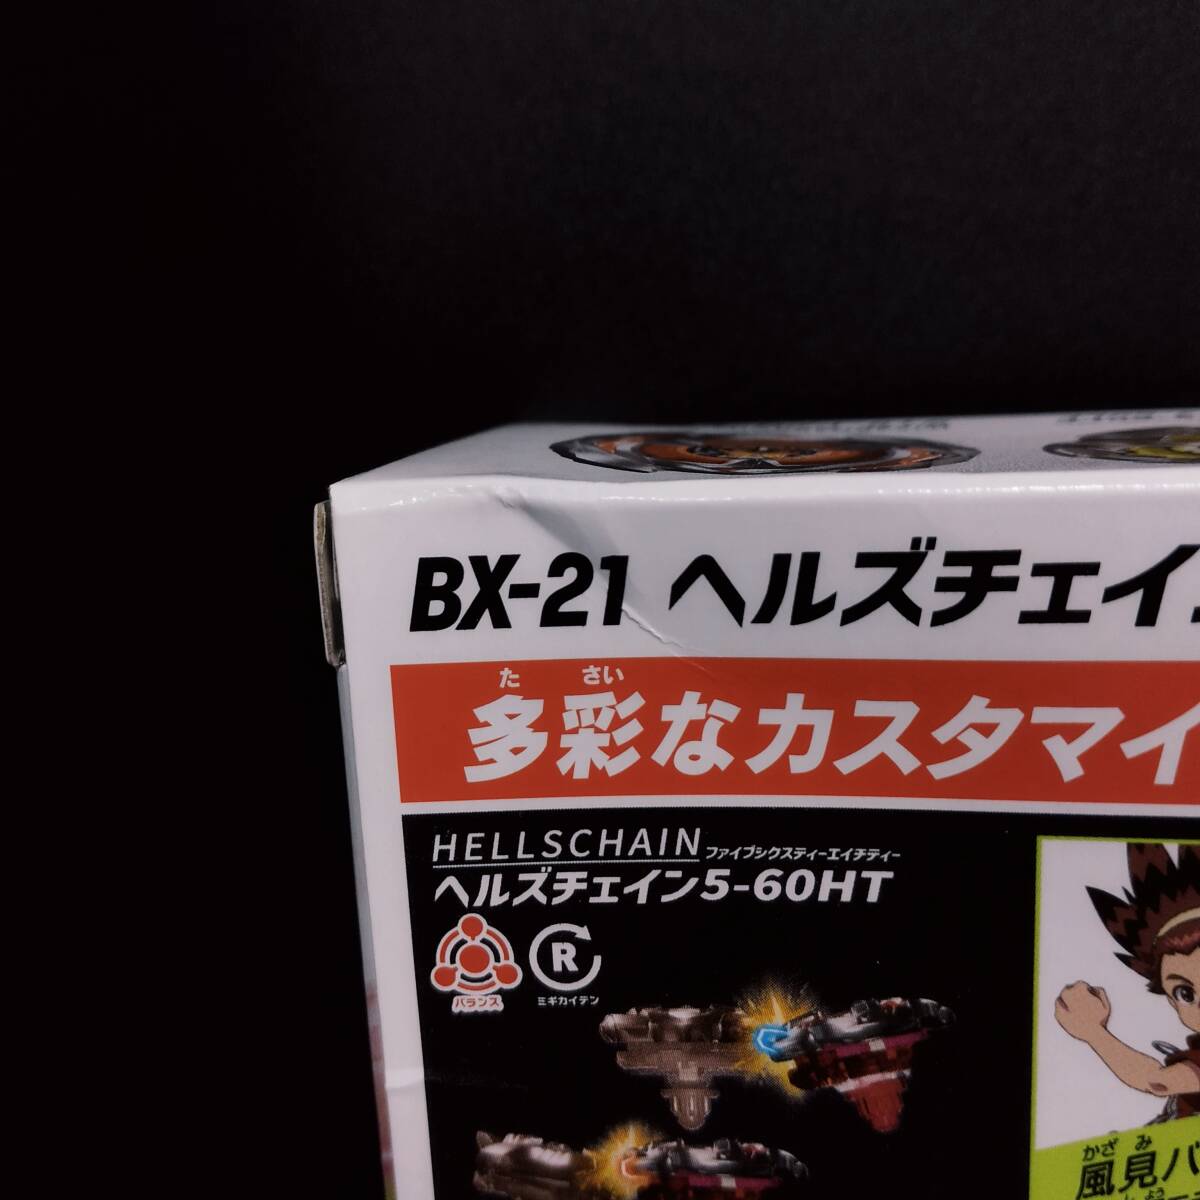 BX-21 ヘルズチェイン
た さい
多彩なカスタマイ
HELLSCHAIN ファイブシクスティーエイチティー
ヘルズチェイン5-60HT
バランス
R
ミギカイテン
かざ み
風見バ